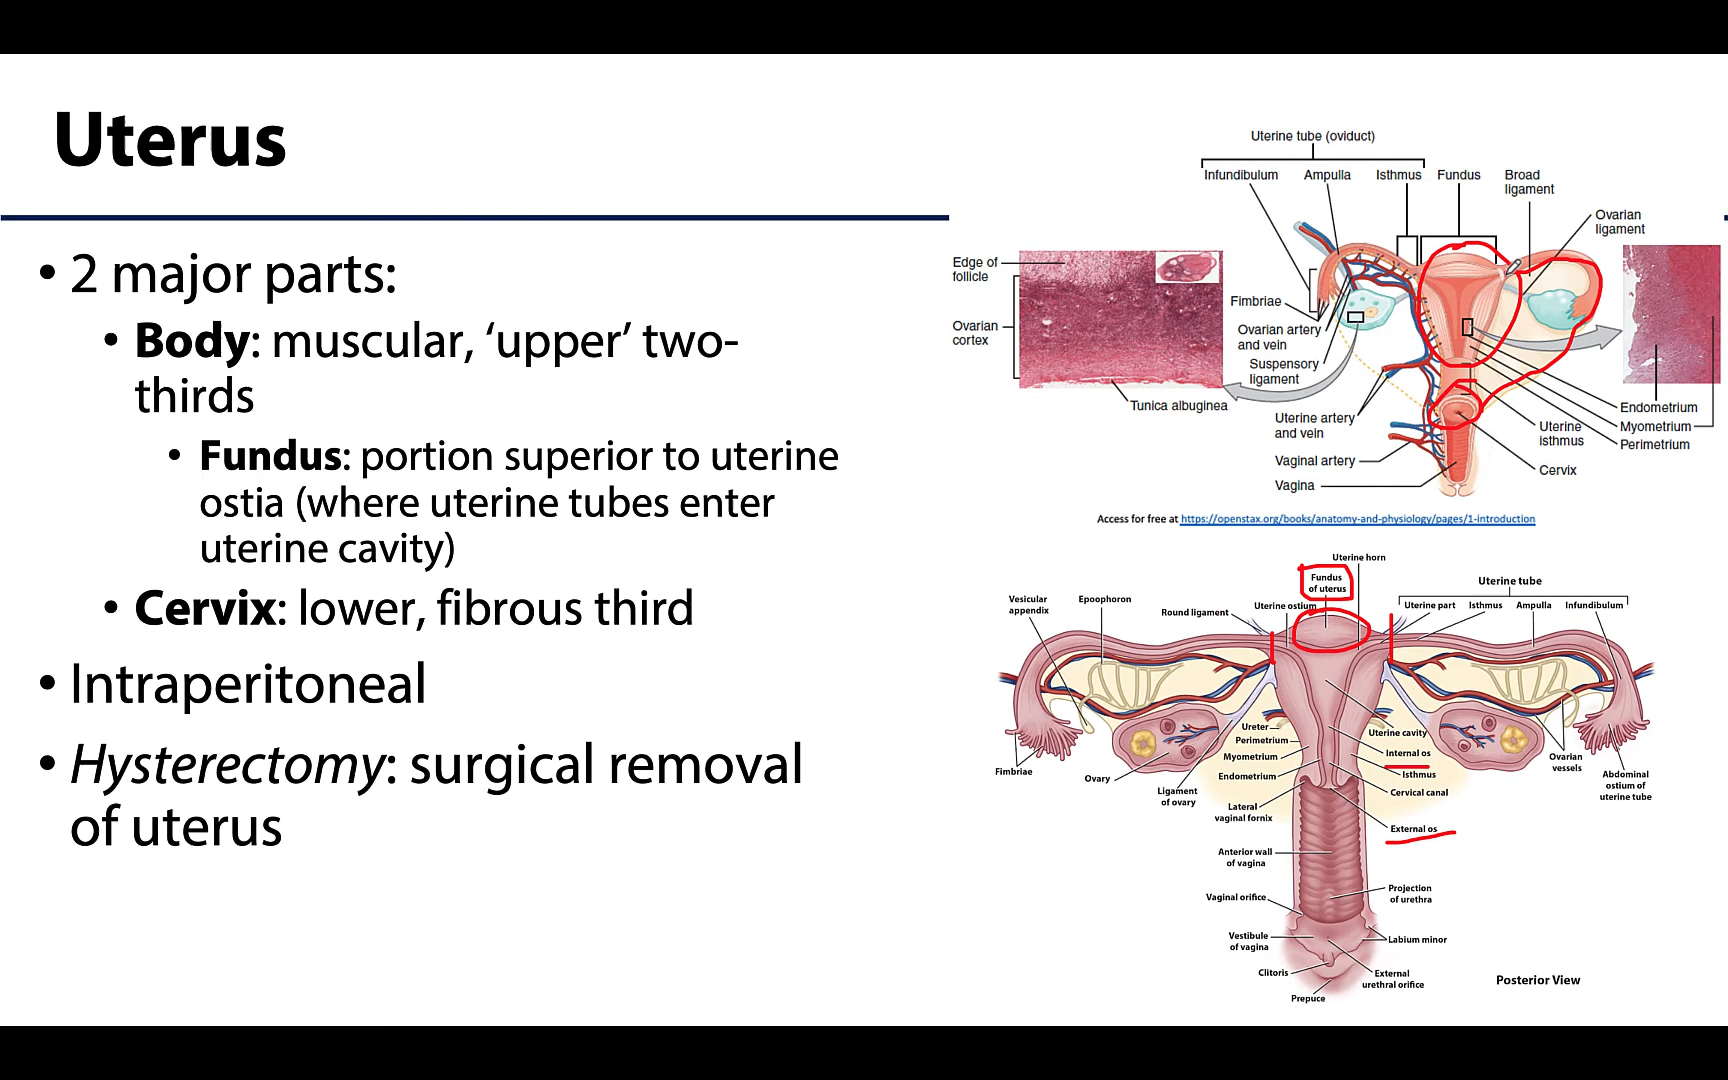 Uterus
• 2 major parts:
• Body: muscular, ‘upper’ two-
thirds
• Fundus: portion superior to uterine
ostia (where uterine tubes enter
uterine cavity)
• Cervix: lower, fibrous third
• Intraperitoneal
• Hysterectomy: surgical removal
of uterus
Uterine tube (oviduct)
Infundibulum
Ampulla
Isthmus
Fundus
Broad
ligament
Ovarian
ligament
Edge of
follicle
Ovarian
cortex
Tunica albuginea
Fimbriae
Ovarian artery
and vein
Suspensory
ligament
Uterine artery
and vein
Vaginal artery
Vagina
Endometrium
Myometrium
Perimetrium
Uterine
isthmus
Cervix
Access for free at https://openstax.org/books/anatomy-and-physiology/pages/1-introduction
Uterine horn
Fundus
of uterus
Uterine tube
Vesicular
appendix
Epoophoron
Round ligament
Uterine ostium
Uterine part
Isthmus
Ampulla
Infundibulum
Ureter
Perimetrium
Myometrium
Endometrium
Uterine cavity
Internal os
Isthmus
Cervical canal
Fimbriae
Ovary
Ligament
of ovary
Lateral
vaginal fornix
External os
Ovarian
vessels
Abdominal
ostium of
uterine tube
Anterior wall
of vagina
Vaginal orifice
Projection
of urethra
Vestibule
of vagina
Labium minor
Clitoris
External
urethral orifice
Prepuce
Posterior View